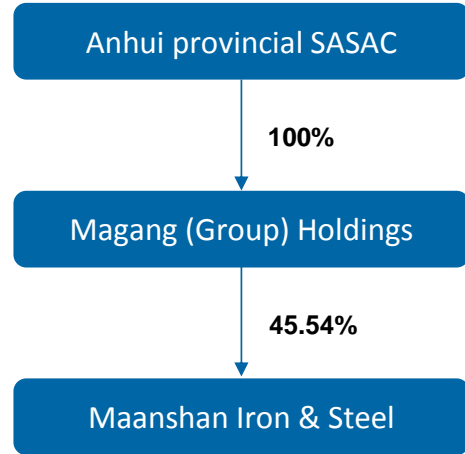 Anhui provincial SASAC
100%
Magang (Group) Holdings
45.54%
Maanshan Iron & Steel